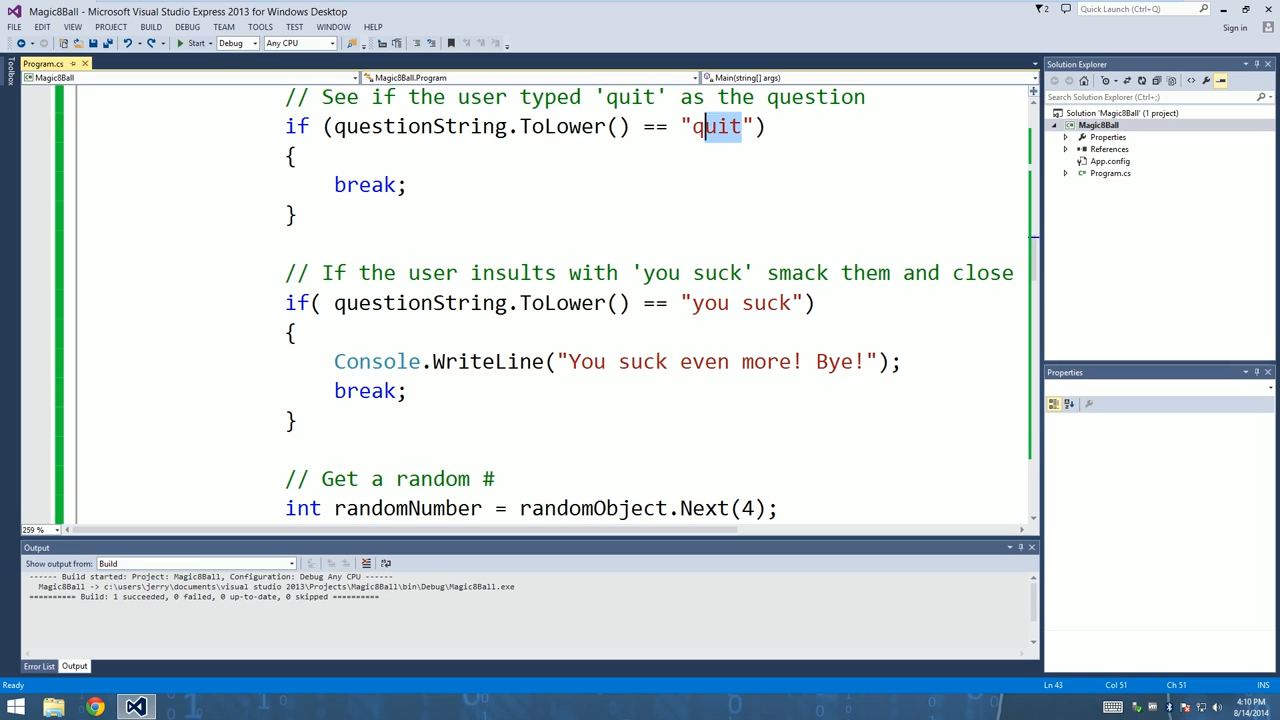 Magic8Ball - Microsoft Visual Studio Express 2013 for Windows Desktop
2
Quick Launch (Ctrl+Q)
FILE EDIT VIEW PROJECT BUILD DEBUG TEAM TOOLS TEST WINDOW HELP
Sign in
Start Debug Any CPU
Toolbox
Program.cs
Magic8Ball Magic8Ball.Program Main(string[] args)
// See if the user typed 'quit' as the question
if (questionString.ToLower() == "quit")
{
break;
}
// If the user insults with 'you suck' smack them and close
if( questionString.ToLower() == "you suck")
{
Console.WriteLine("You suck even more! Bye!");
break;
}
// Get a random #
int randomNumber = randomObject.Next(4);
259 %
Solution Explorer
Search Solution Explorer (Ctrl+;)
Solution 'Magic8Ball' (1 project)
Magic8Ball
Properties
References
App.config
Program.cs
Properties
Output
Show output from: Build
------ Build started: Project: Magic8Ball, Configuration: Debug Any CPU ------
Magic8Ball -> c:\users\jerry\documents\visual studio 2013\Projects\Magic8Ball\bin\Debug\Magic8Ball.exe
========== Build: 1 succeeded, 0 failed, 0 up-to-date, 0 skipped ==========
Error List Output
Ready Ln 43 Col 51 Ch 51 INS
4:10 PM
8/14/2014